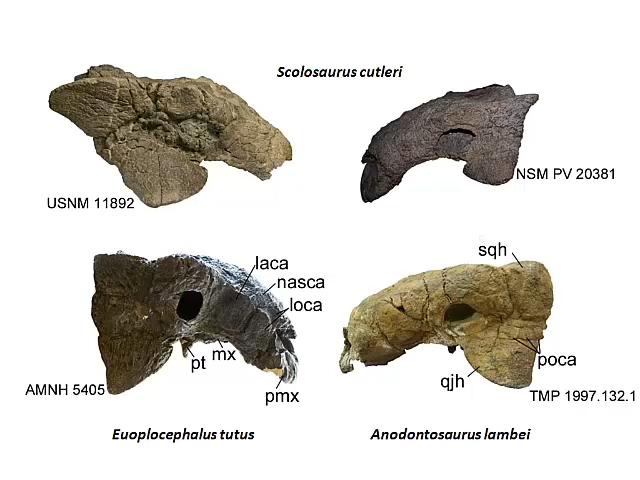 Scolosaurus cutleri
USNM 11892
NSM PV 20381
sqh
laca
nasca
loca
mx
pt
poca
qjh
pmx
AMNH 5405
TMP 1997.132.1
Euoplocephalus tutus
Anodontosaurus lambei